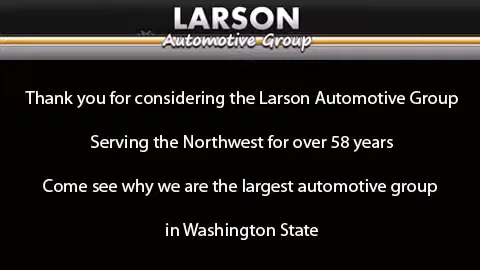 LARSON
Automotive Group
Thank you for considering the Larson Automotive Group
Serving the Northwest for over 58 years
Come see why we are the largest automotive group
in Washington State